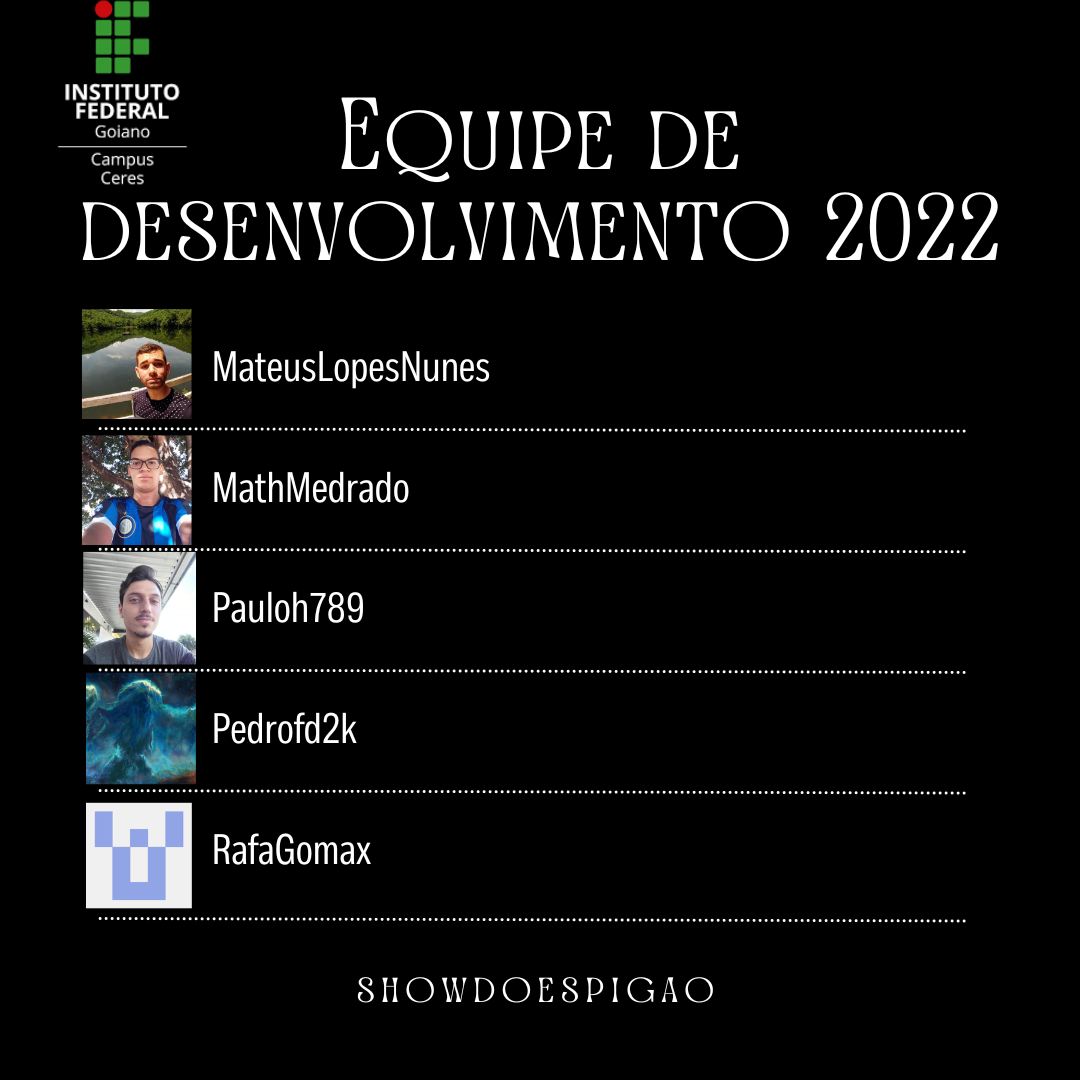 INSTITUTO
FEDERAL
Goiano
Campus
Ceres
Equipe de
desenvolvimento 2022
MateusLopesNunes
MathMedrado
Pauloh789
Pedrofd2k
RafaGomax
SHOWDOESPIGAO